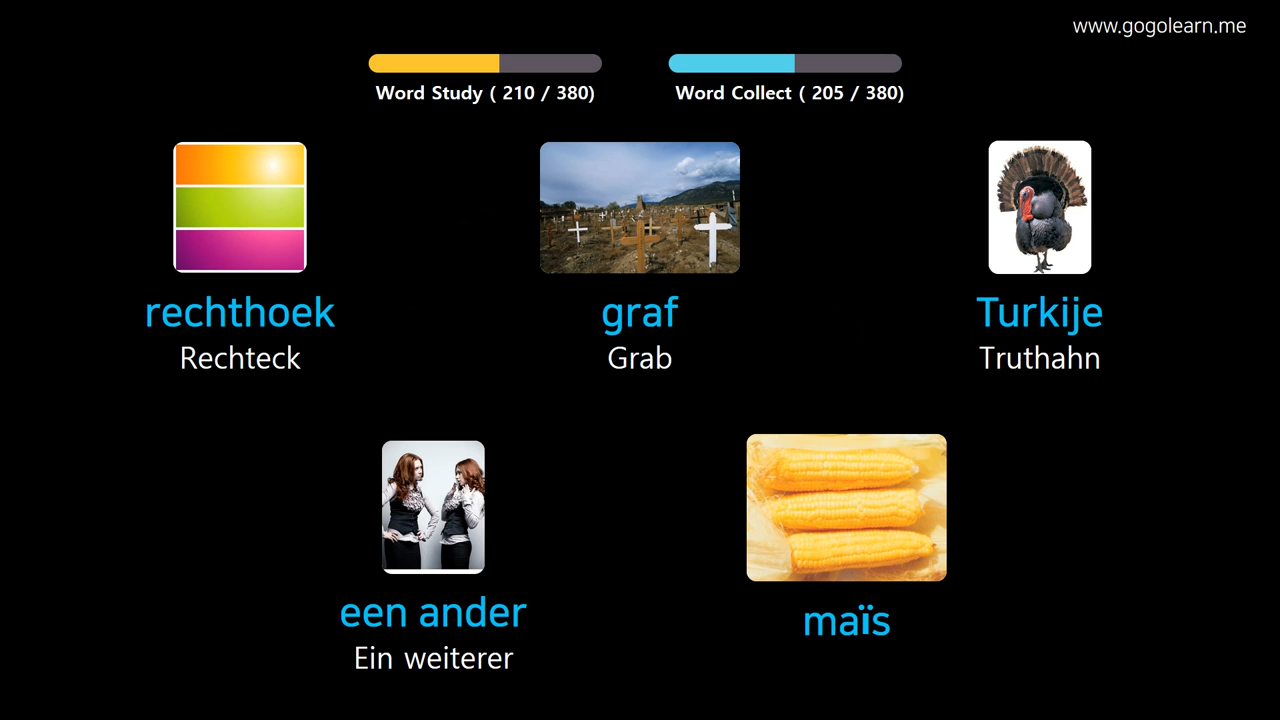 www.gogolearn.me
Word Study ( 210 / 380)
Word Collect ( 205 / 380)
rechthoek
Rechteck
graf
Grab
Turkije
Truthahn
een ander
Ein weiterer
maïs